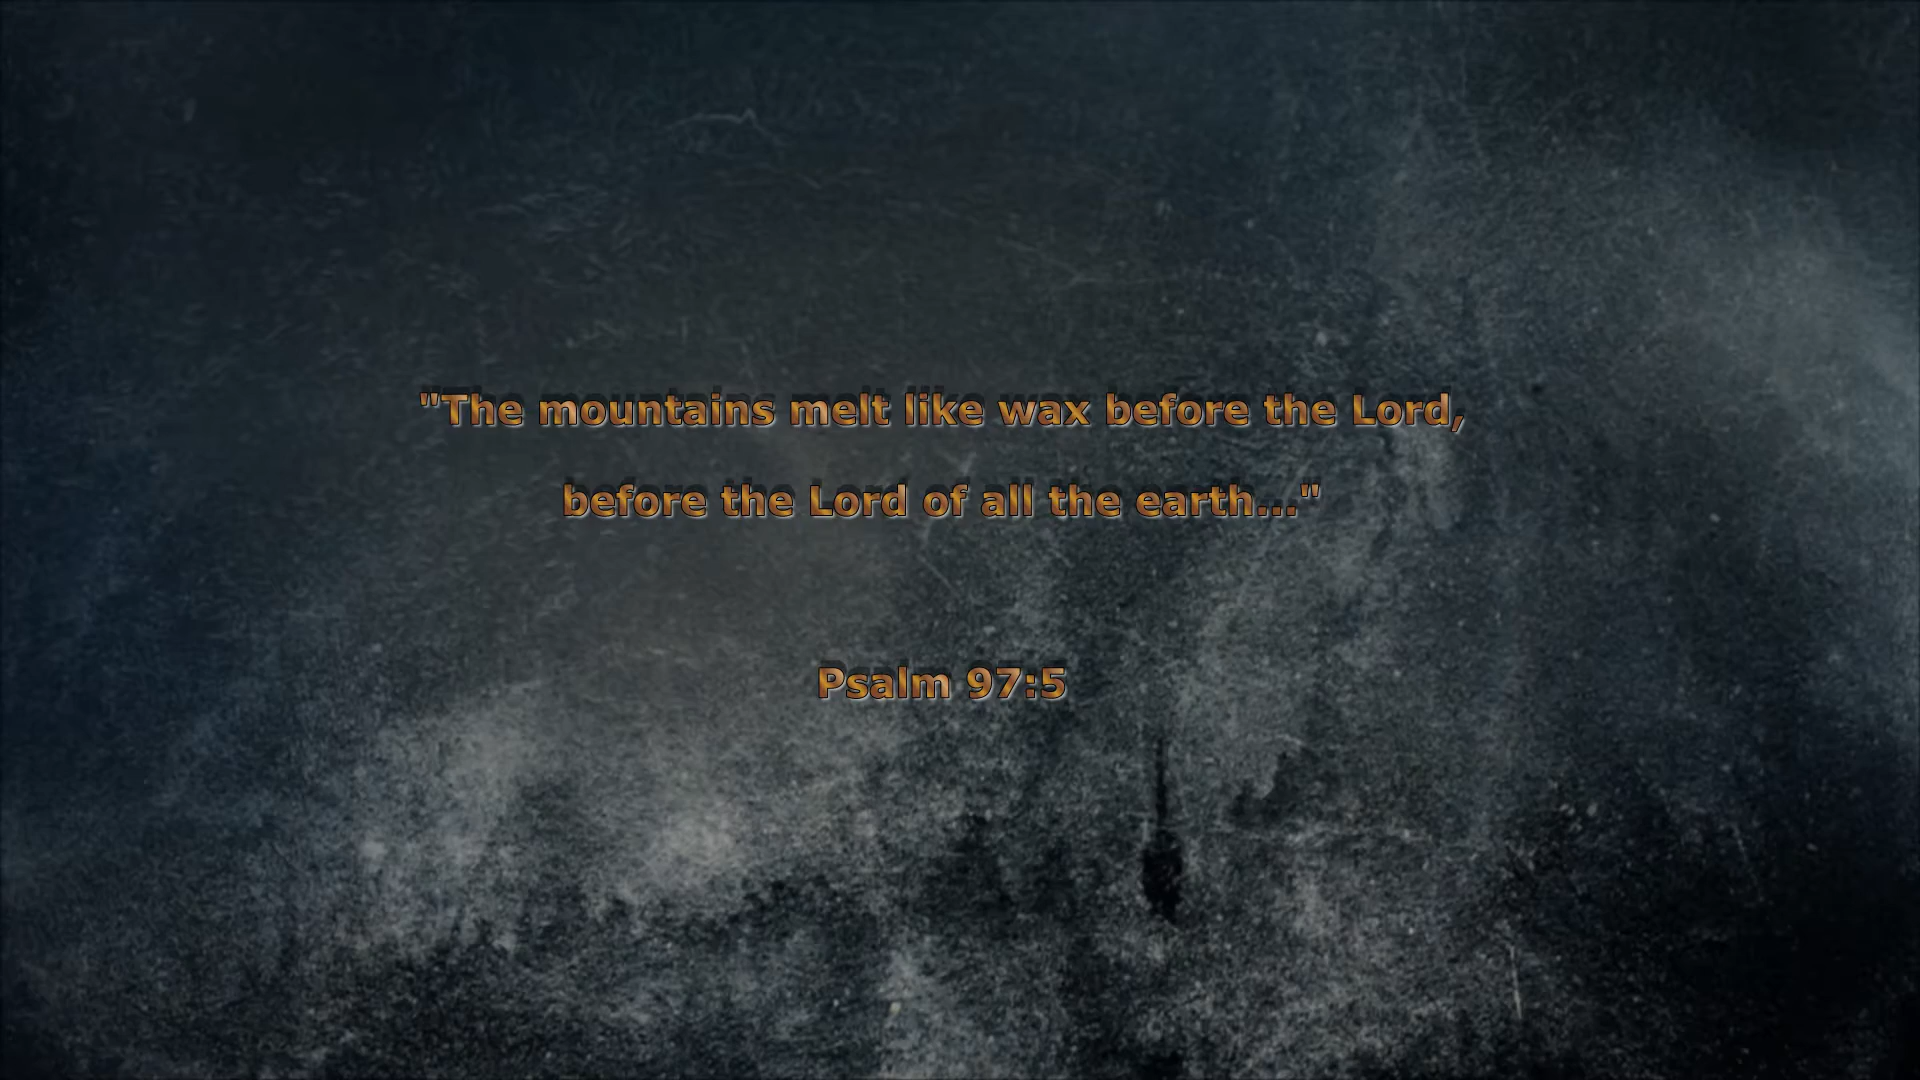 "The mountains melt like wax before the Lord,
before the Lord of all the earth..."
Psalm 97:5